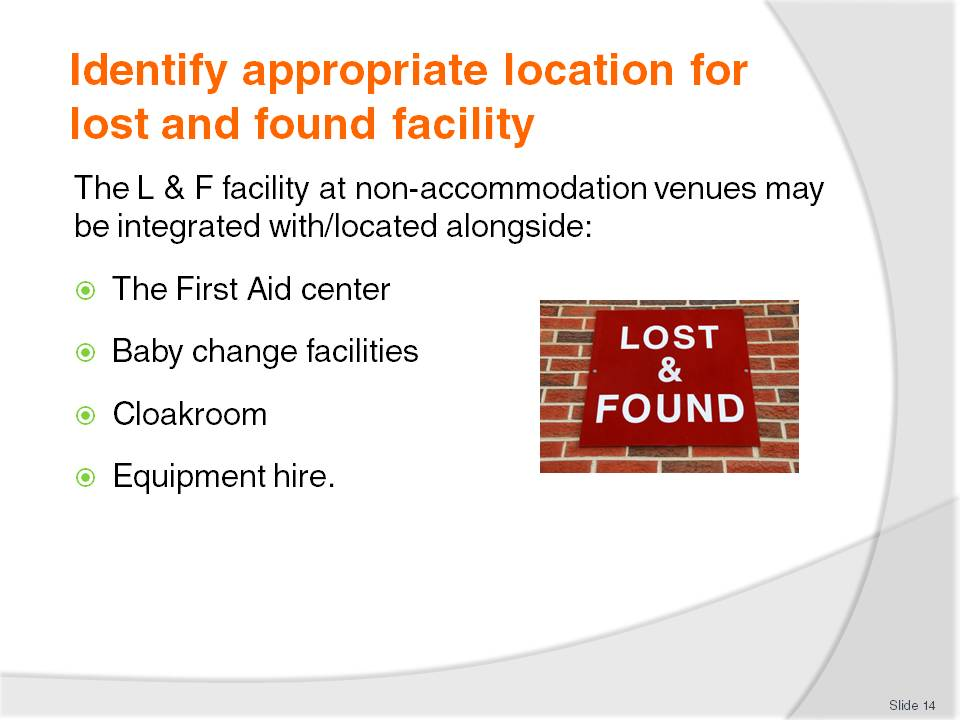 Identify appropriate location for
lost and found facility
The L & F facility at non-accommodation venues may
be integrated with/located alongside:
The First Aid center
Baby change facilities
Cloakroom
Equipment hire.
LOST
&
FOUND
Slide 14